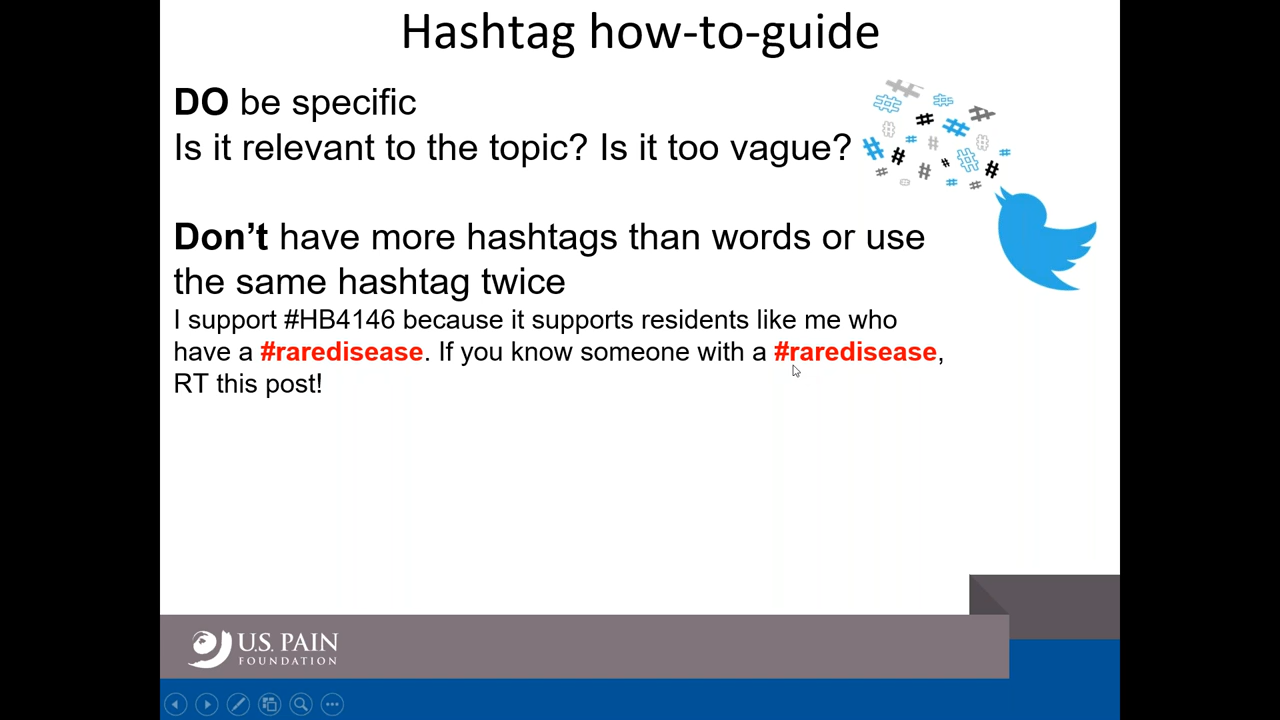 Hashtag how-to-guide
DO be specific
Is it relevant to the topic? Is it too vague?
Don't have more hashtags than words or use
the same hashtag twice
I support #HB4146 because it supports residents like me who
have a #raredisease. If you know someone with a #raredisease,
RT this post!
U.S. PAIN
FOUNDATION